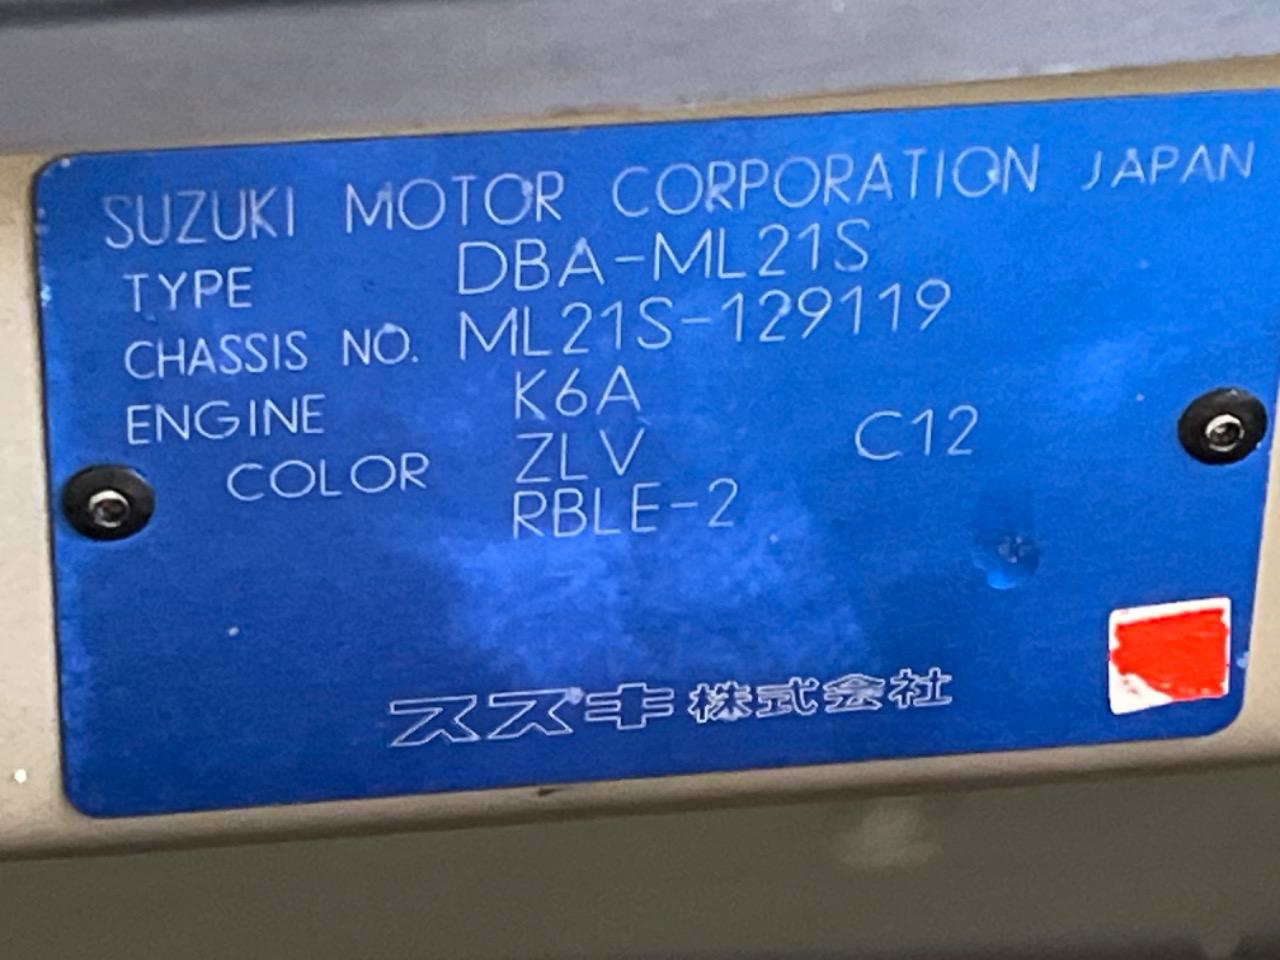 SUZUKI MOTOR CORPORATION JAPAN
TYPE DBA-ML21S
CHASSIS NO. ML21S-129119
ENGINE K6A
COLOR ZLV C12
RBLE-2
スズキ株式会社